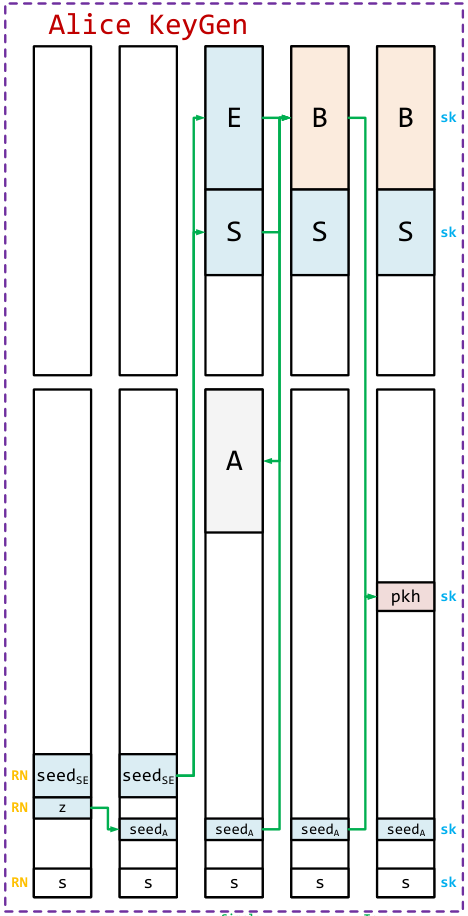 Alice KeyGen
E B B sk
S S S sk
A
pkh sk
RN seedSE seedSE
RN z
seedA seedA seedA seedA sk
RN s s s s s sk